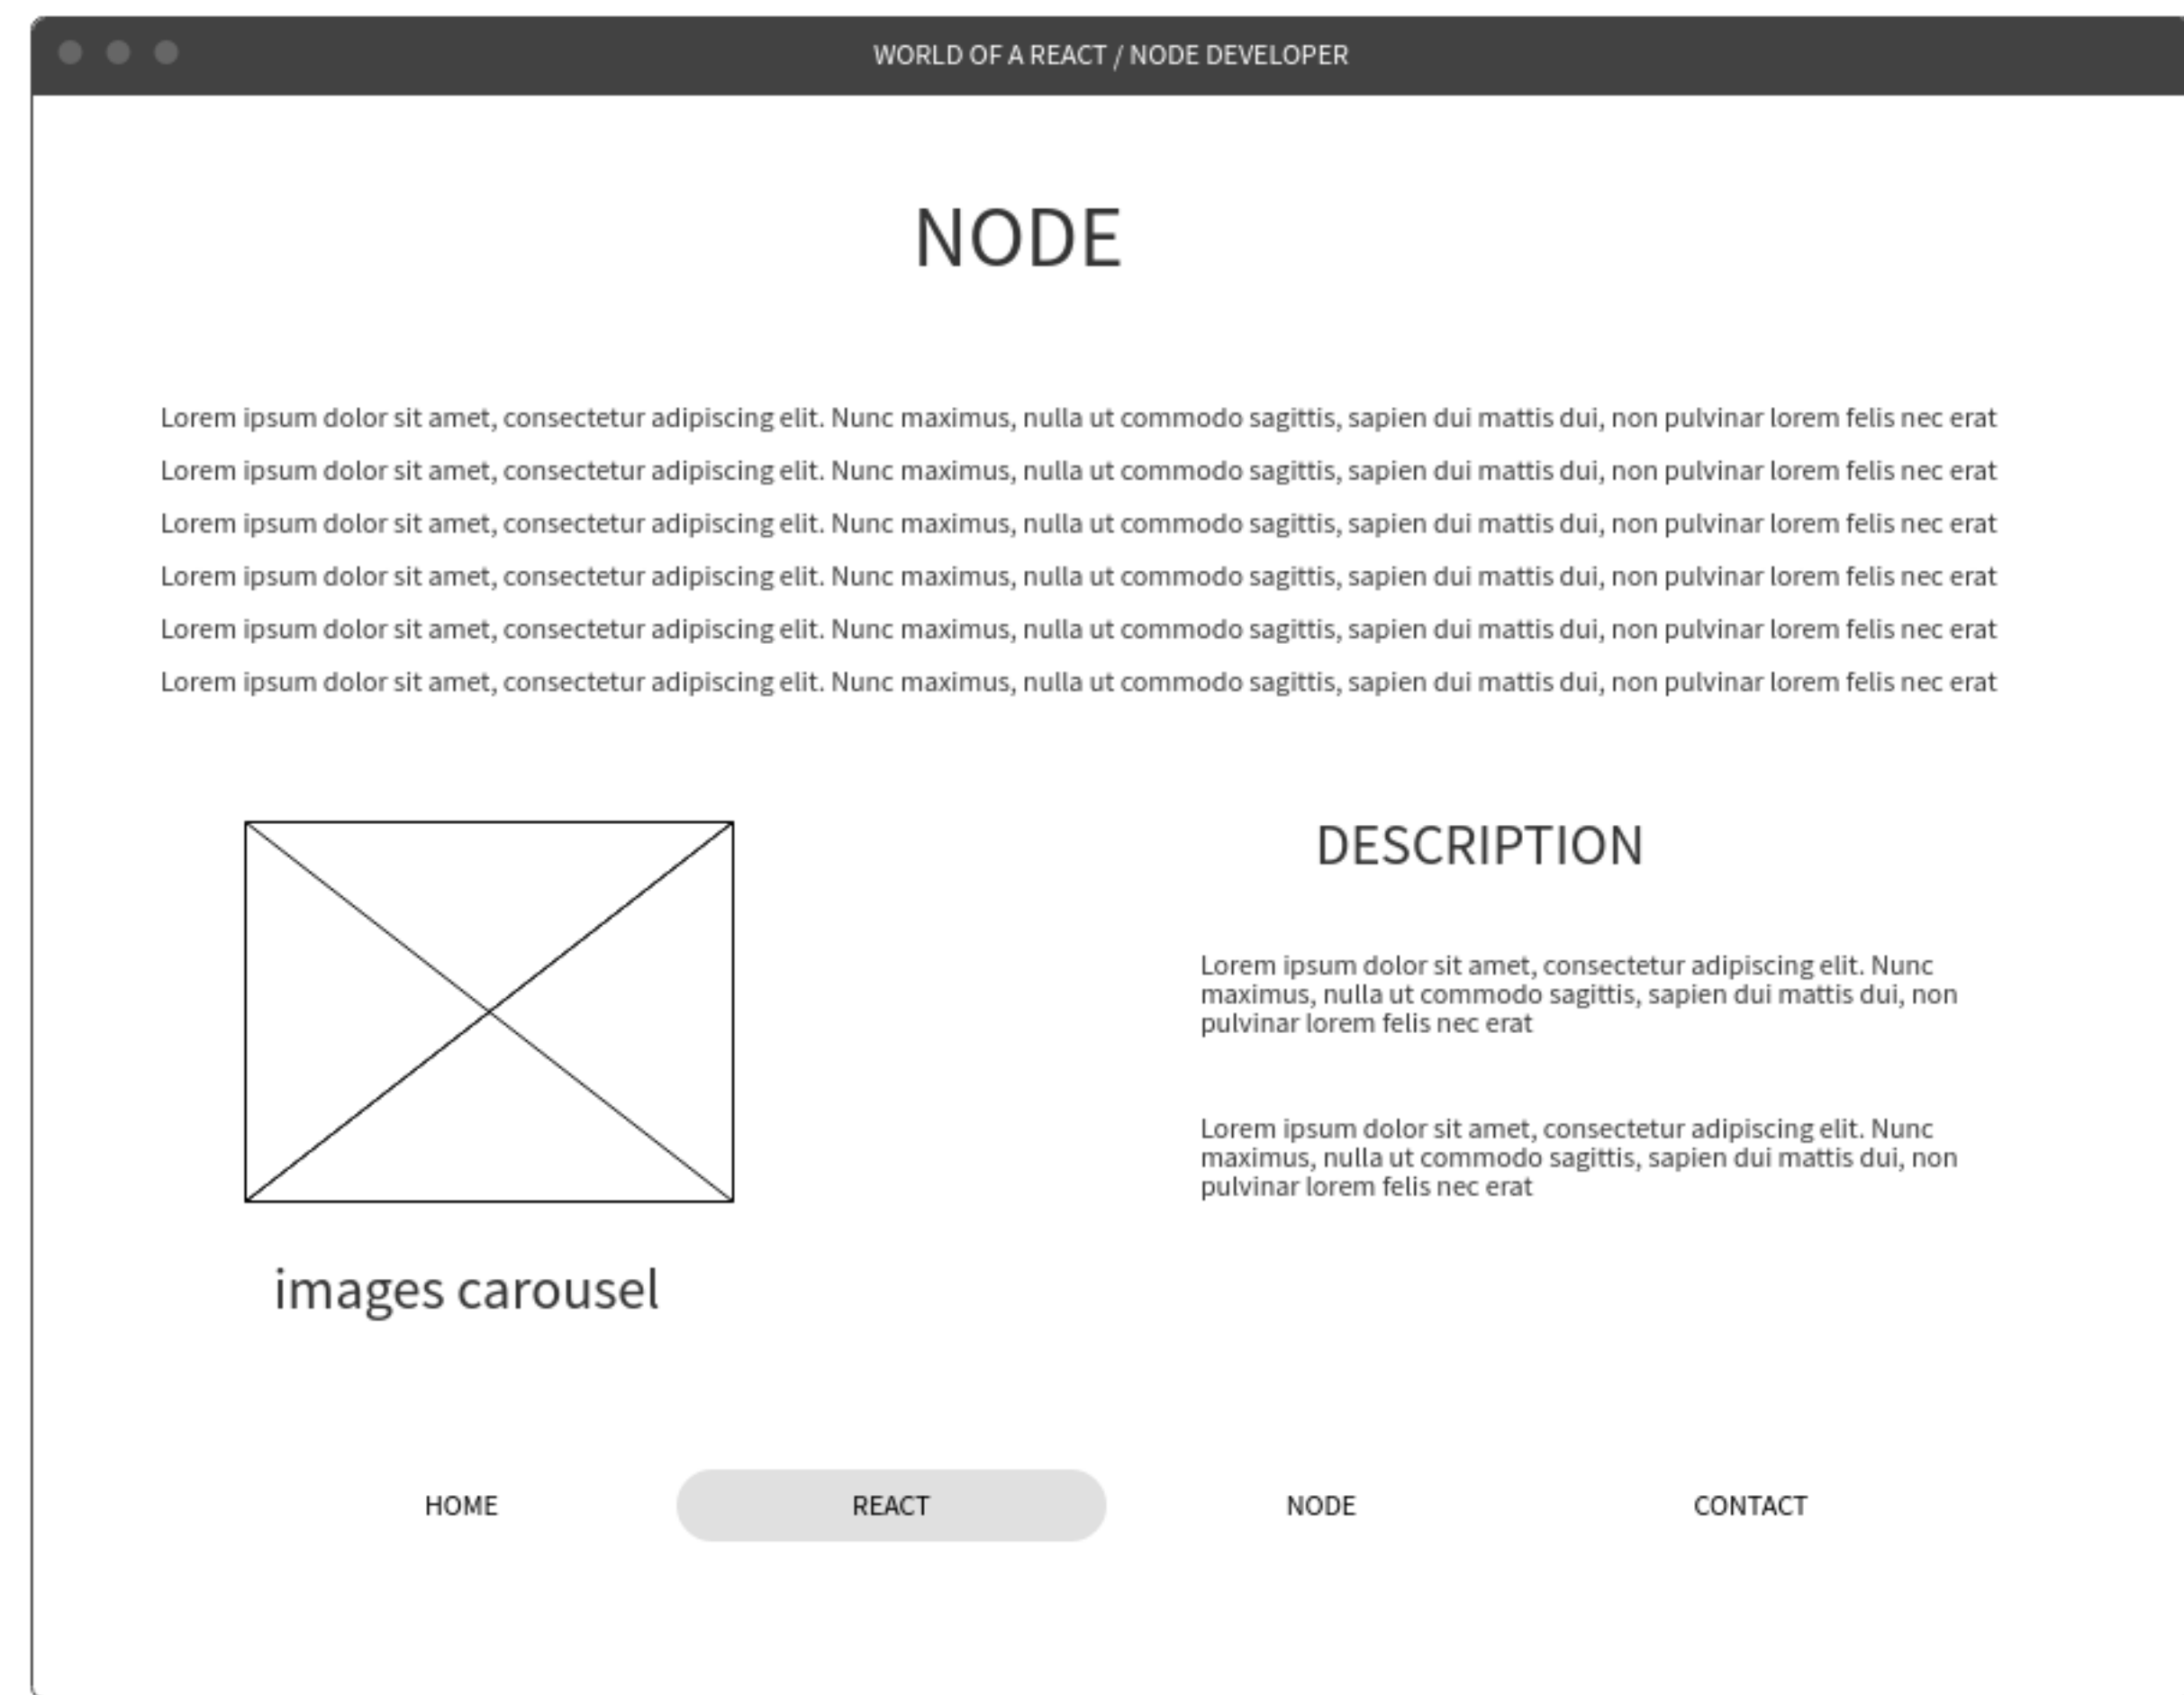 WORLD OF A REACT / NODE DEVELOPER
NODE
Lorem ipsum dolor sit amet, consectetur adipiscing elit. Nunc maximus, nulla ut commodo sagittis, sapien dui mattis dui, non pulvinar lorem felis nec erat
Lorem ipsum dolor sit amet, consectetur adipiscing elit. Nunc maximus, nulla ut commodo sagittis, sapien dui mattis dui, non pulvinar lorem felis nec erat
Lorem ipsum dolor sit amet, consectetur adipiscing elit. Nunc maximus, nulla ut commodo sagittis, sapien dui mattis dui, non pulvinar lorem felis nec erat
Lorem ipsum dolor sit amet, consectetur adipiscing elit. Nunc maximus, nulla ut commodo sagittis, sapien dui mattis dui, non pulvinar lorem felis nec erat
Lorem ipsum dolor sit amet, consectetur adipiscing elit. Nunc maximus, nulla ut commodo sagittis, sapien dui mattis dui, non pulvinar lorem felis nec erat
Lorem ipsum dolor sit amet, consectetur adipiscing elit. Nunc maximus, nulla ut commodo sagittis, sapien dui mattis dui, non pulvinar lorem felis nec erat
images carousel
DESCRIPTION
Lorem ipsum dolor sit amet, consectetur adipiscing elit. Nunc
maximus, nulla ut commodo sagittis, sapien dui mattis dui, non
pulvinar lorem felis nec erat
Lorem ipsum dolor sit amet, consectetur adipiscing elit. Nunc
maximus, nulla ut commodo sagittis, sapien dui mattis dui, non
pulvinar lorem felis nec erat
HOME REACT NODE CONTACT